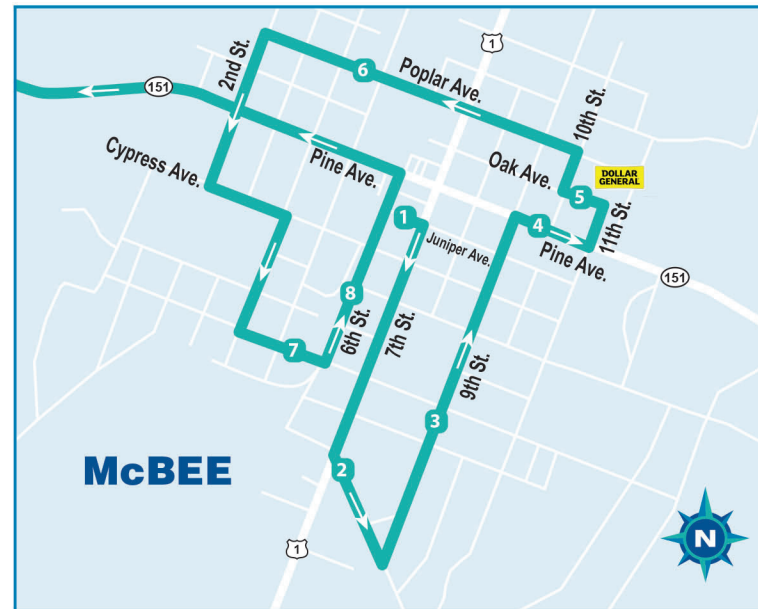 1
2nd St.
6
Poplar Ave.
151
10th St.
Cypress Ave.
Pine Ave.
Oak Ave.
DOLLAR
GENERAL
5
1
4
11th St.
Juniper Ave.
Pine Ave.
151
8
6th St.
7th St.
9th St.
7
3
McBEE
2
1
N